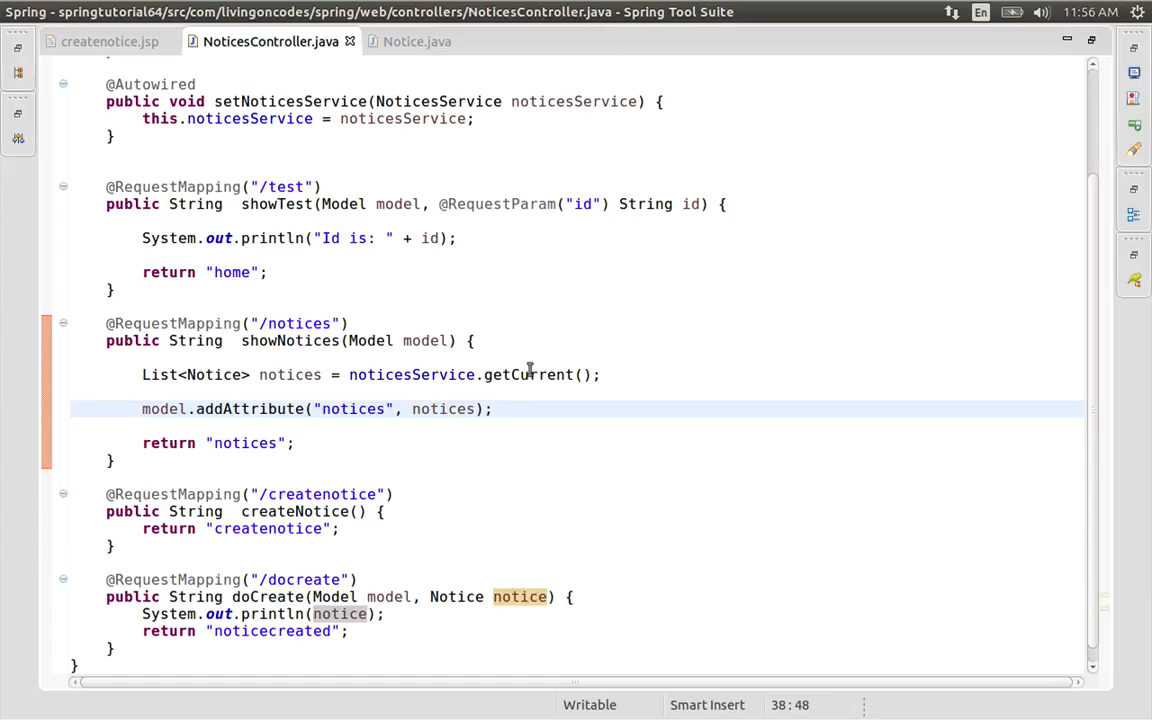 Spring - springtutorial64/src/com/livingoncodes/spring/web/controllers/NoticesController.java - Spring Tool Suite
En
11:56 AM
createnotice.jsp
NoticesController.java
Notice.java
@Autowired
public void setNoticesService(NoticesService noticesService) {
this.noticesService = noticesService;
}
@RequestMapping("/test")
public String showTest(Model model, @RequestParam("id") String id) {
System.out.println("Id is: " + id);
return "home";
}
@RequestMapping("/notices")
public String showNotices(Model model) {
List<Notice> notices = noticesService.getCurrent();
model.addAttribute("notices", notices);
return "notices";
}
@RequestMapping("/createnotice")
public String createNotice() {
return "createnotice";
}
@RequestMapping("/docreate")
public String doCreate(Model model, Notice notice) {
System.out.println(notice);
return "noticecreated";
}
}
Writable
Smart Insert
38 : 48